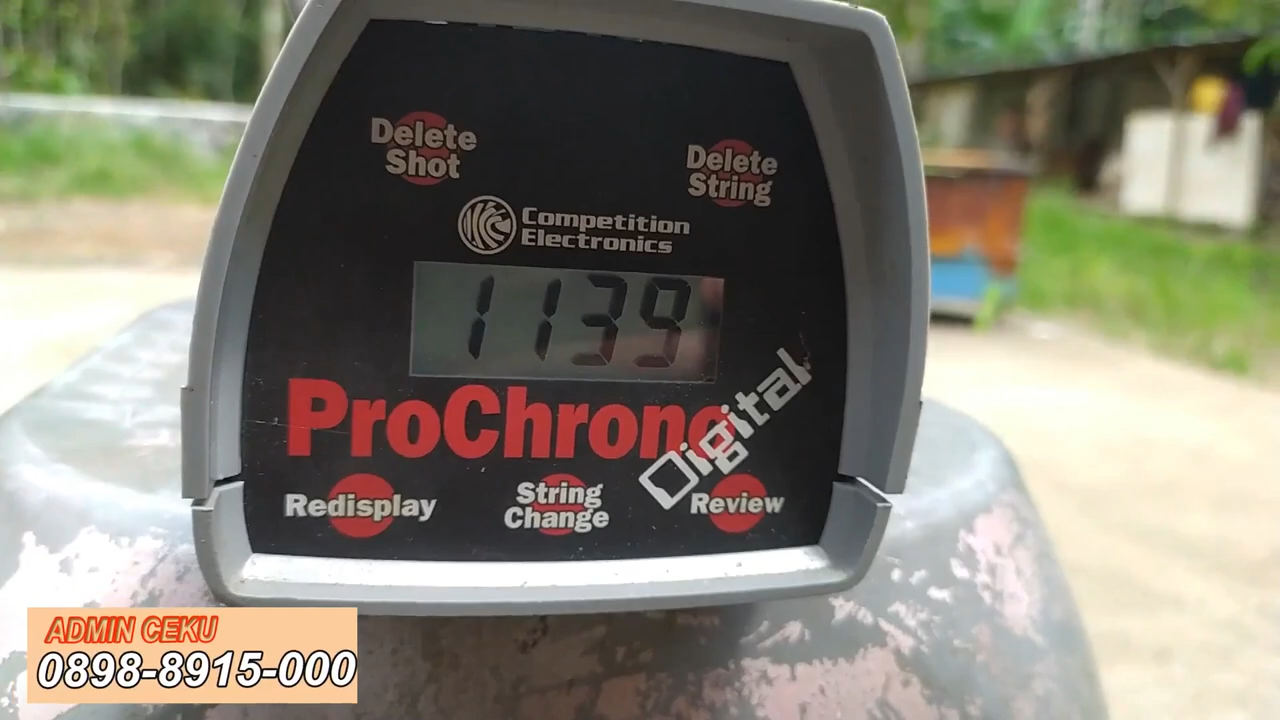 Delete
Shot
Delete
String
Competition
Electronics
1139
ProChrono
Digital
Redisplay
String
Change
Review
ADMIN CEKU
0898-8915-000